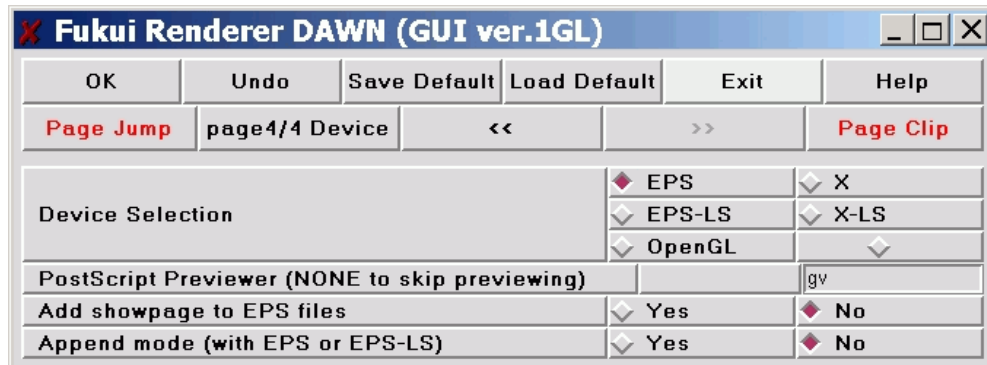 Fukui Renderer DAWN (GUI ver.1GL)
OK Undo Save Default Load Default Exit Help
Page Jump page4/4 Device << >> Page Clip
Device Selection
EPS X
EPS-LS X-LS
OpenGL
PostScript Previewer (NONE to skip previewing) gv
Add showpage to EPS files Yes No
Append mode (with EPS or EPS-LS) Yes No